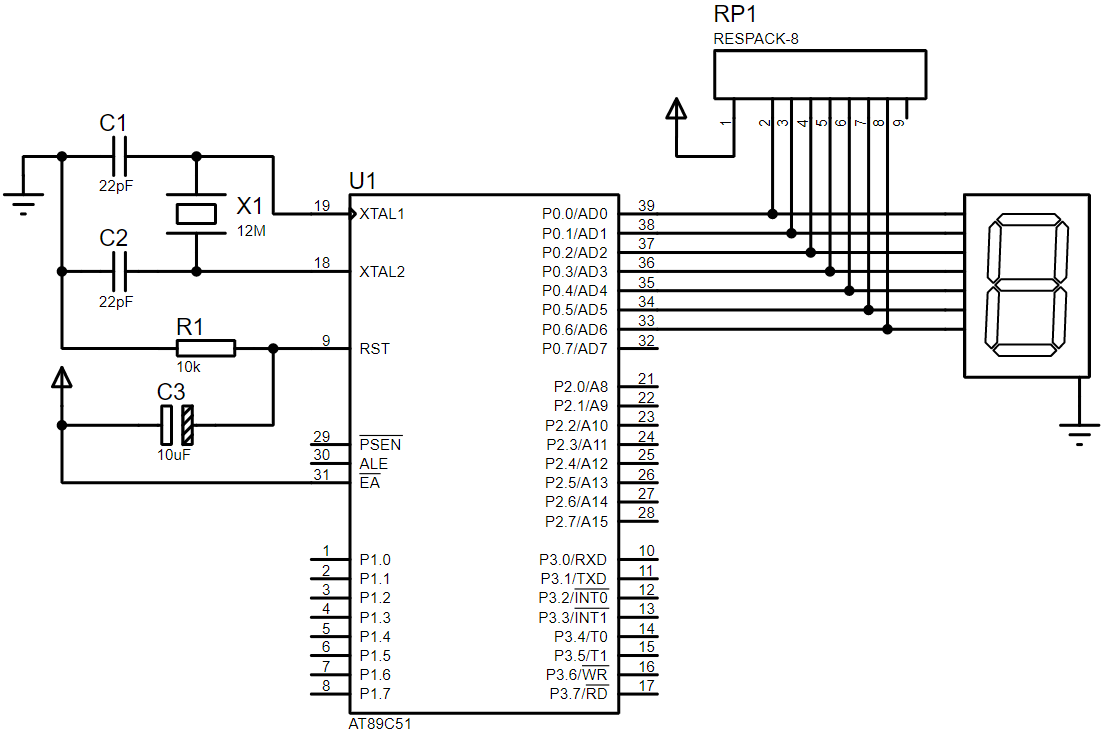 RP1
RESPACK-8
1
2
3
4
5
6
7
8
9
C1
22pF
X1
12M
C2
22pF
R1
10k
C3
10uF
U1
19 XTAL1
18 XTAL2
9 RST
29 PSEN
30 ALE
31 EA
1 P1.0
2 P1.1
3 P1.2
4 P1.3
5 P1.4
6 P1.5
7 P1.6
8 P1.7
P0.0/AD0 39
P0.1/AD1 38
P0.2/AD2 37
P0.3/AD3 36
P0.4/AD4 35
P0.5/AD5 34
P0.6/AD6 33
P0.7/AD7 32
P2.0/A8 21
P2.1/A9 22
P2.2/A10 23
P2.3/A11 24
P2.4/A12 25
P2.5/A13 26
P2.6/A14 27
P2.7/A15 28
P3.0/RXD 10
P3.1/TXD 11
P3.2/INT0 12
P3.3/INT1 13
P3.4/T0 14
P3.5/T1 15
P3.6/WR 16
P3.7/RD 17
AT89C51